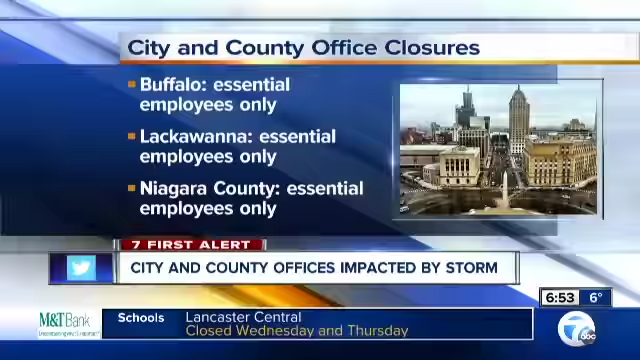 City and County Office Closures
Buffalo: essential
employees only
Lackawanna: essential
employees only
Niagara County: essential
employees only
7 FIRST ALERT
CITY AND COUNTY OFFICES IMPACTED BY STORM
6:53 6°
M&T Bank
Schools
Lancaster Central
Closed Wednesday and Thursday
7 abc